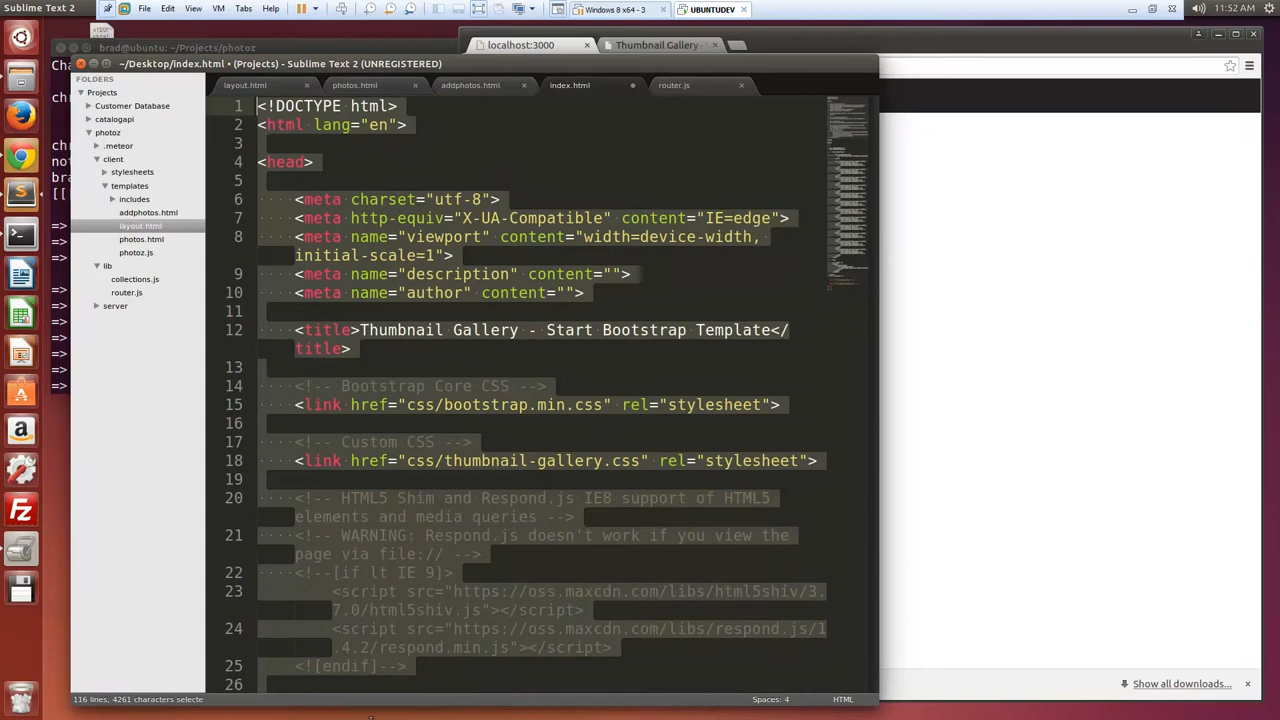 Sublime Text 2
File Edit View VM Tabs Help
Windows 8 x64 - 3
UBUNTUDEV
11:52 AM
brad@ubuntu: ~/Projects/photoz
localhost:3000
Thumbnail Gallery -
~/Desktop/index.html • (Projects) - Sublime Text 2 (UNREGISTERED)
FOLDERS
Projects
Customer Database
catalogapi
photoz
.meteor
client
stylesheets
templates
includes
addphotos.html
layout.html
photos.html
photoz.js
lib
collections.js
router.js
server
layout.html
photos.html
addphotos.html
index.html
router.js
1 <!DOCTYPE html>
2 <html lang="en">
3
4 <head>
5
6 <meta charset="utf-8">
7 <meta http-equiv="X-UA-Compatible" content="IE=edge">
8 <meta name="viewport" content="width=device-width,
initial-scale=1">
9 <meta name="description" content="">
10 <meta name="author" content="">
11
12 <title>Thumbnail Gallery - Start Bootstrap Template</
title>
13
14 <!-- Bootstrap Core CSS -->
15 <link href="css/bootstrap.min.css" rel="stylesheet">
16
17 <!-- Custom CSS -->
18 <link href="css/thumbnail-gallery.css" rel="stylesheet">
19
20 <!-- HTML5 Shim and Respond.js IE8 support of HTML5
elements and media queries -->
21 <!-- WARNING: Respond.js doesn't work if you view the
page via file:// -->
22 <!--[if lt IE 9]>
23 <script src="https://oss.maxcdn.com/libs/html5shiv/3.
7.0/html5shiv.js"></script>
24 <script src="https://oss.maxcdn.com/libs/respond.js/1
.4.2/respond.min.js"></script>
25 <![endif]-->
26
116 lines, 4261 characters selecte
Spaces: 4
HTML
Show all downloads...